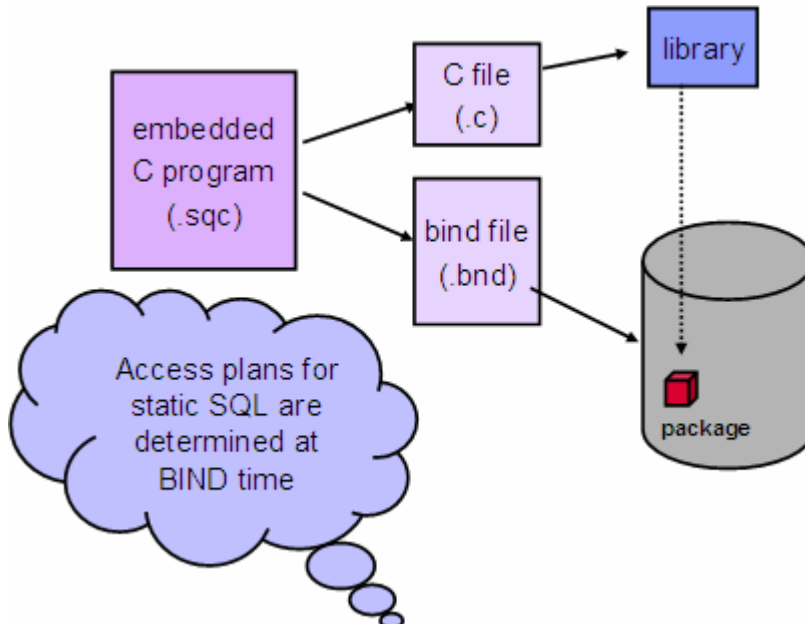 embedded
C program
(.sqc)
C file
(.c)
library
bind file
(.bnd)
package
Access plans for
static SQL are
determined at
BIND time